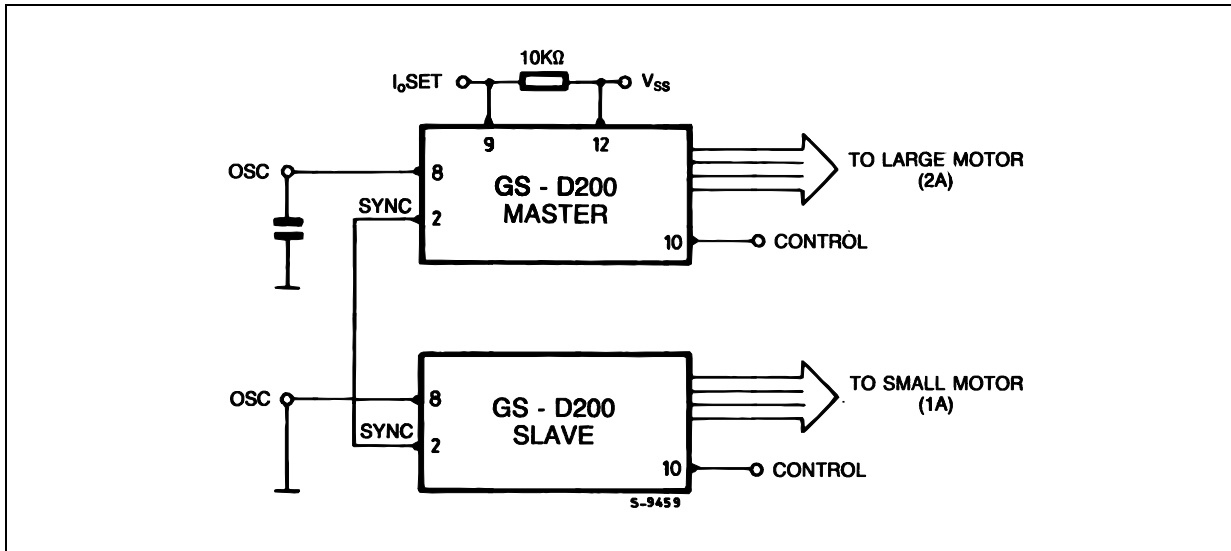 10KΩ
IoSET
Vss
9
12
OSC
8
GS - D200
MASTER
TO LARGE MOTOR
(2A)
SYNC
2
10
CONTROL
OSC
8
GS - D200
SLAVE
TO SMALL MOTOR
(1A)
SYNC
2
10
CONTROL
S-9459